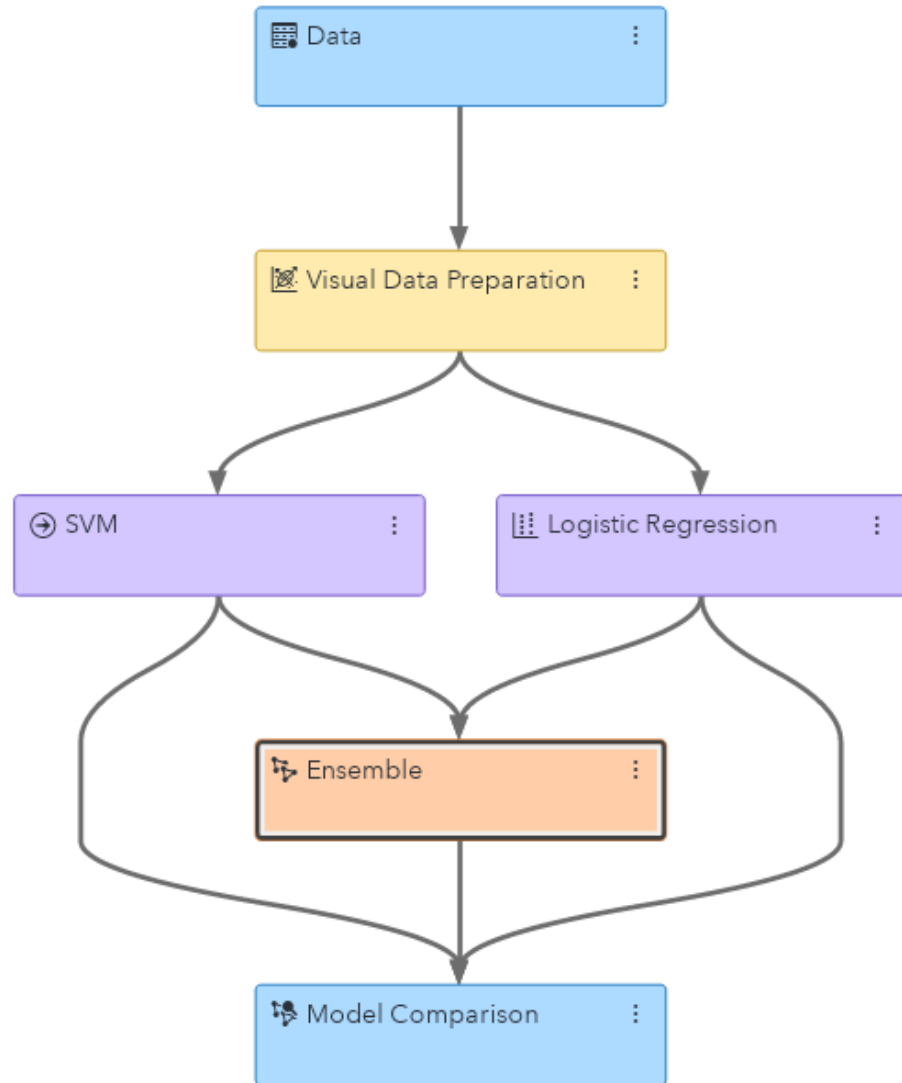 Data
Visual Data Preparation
SVM
Logistic Regression
Ensemble
Model Comparison